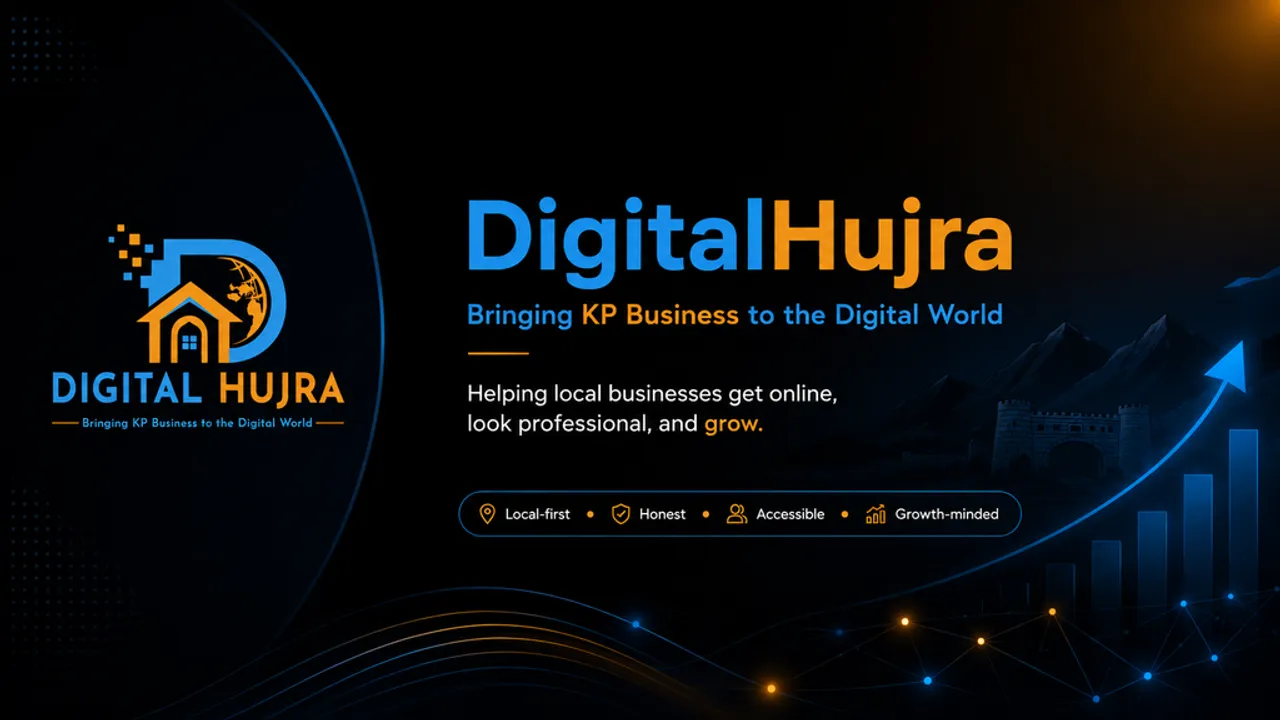 DIGITAL HUJRA
Bringing KP Business to the Digital World
DigitalHujra
Bringing KP Business to the Digital World
Helping local businesses get online,
look professional, and grow.
Local-first • Honest • Accessible • Growth-minded